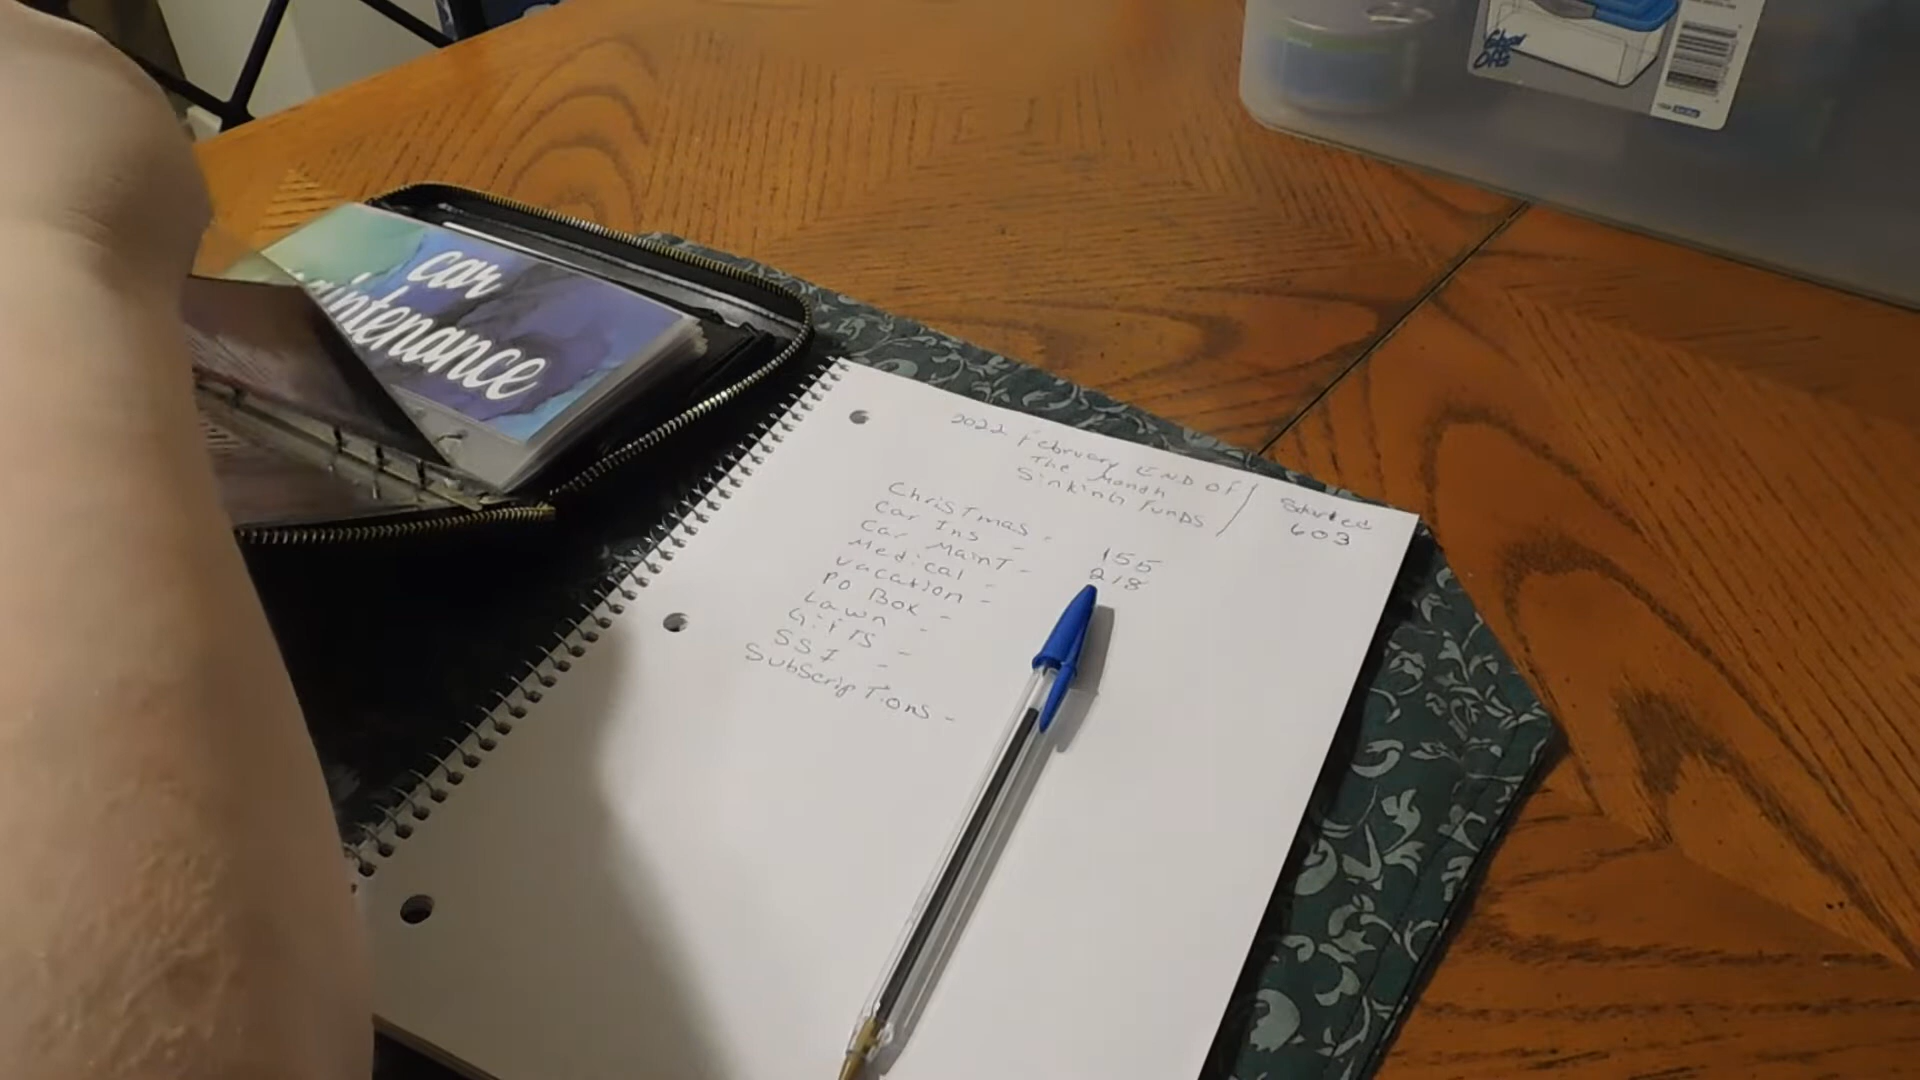 car
maintenance
2022 February END OF
The Month
Sinking Funds
Started
603
Christmas - 155
Car Ins - 218
Car Maint -
Medical -
Vacation -
PO Box -
Lawn -
Gifts -
SSI -
Subscriptions -